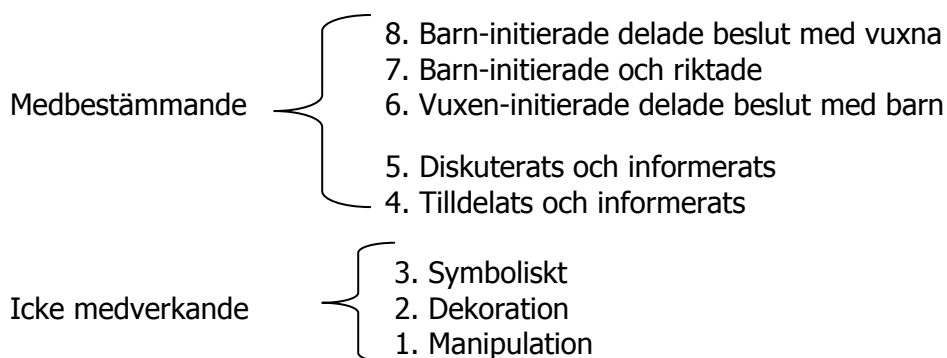 8. Barn-initierade delade beslut med vuxna
7. Barn-initierade och riktade
Medbestämmande
6. Vuxen-initierade delade beslut med barn
5. Diskuterats och informerats
4. Tilldelats och informerats
3. Symboliskt
Icke medverkande
2. Dekoration
1. Manipulation